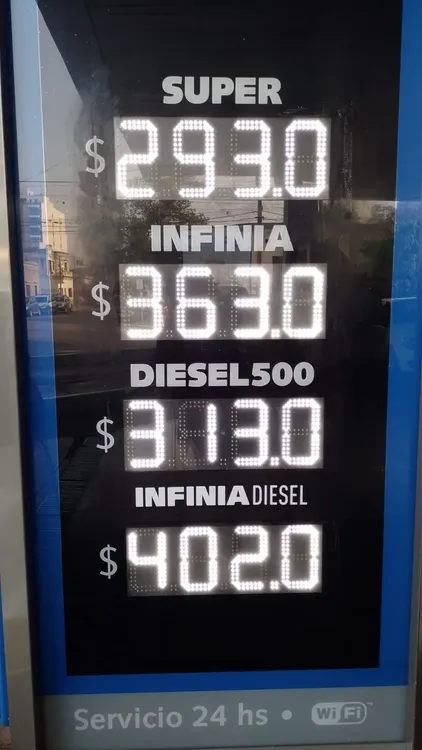 SUPER
$ 293.0
INFINIA
$ 363.0
DIESEL500
$ 313.0
INFINIA DIESEL
$ 402.0
Servicio 24 hs • WiFi